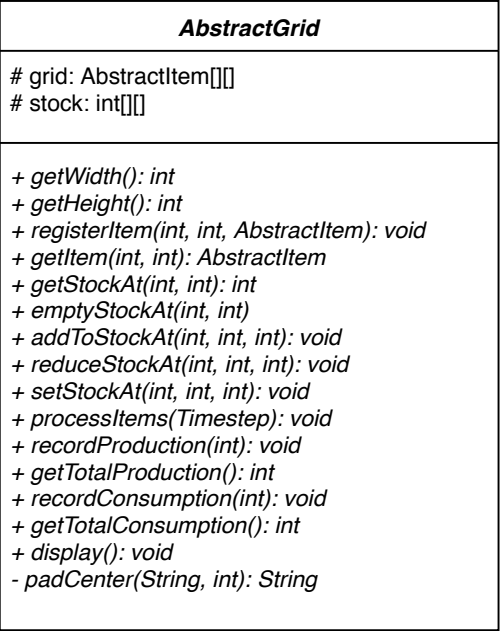 AbstractGrid
# grid: AbstractItem[][]
# stock: int[][]
+ getWidth(): int
+ getHeight(): int
+ registerItem(int, int, AbstractItem): void
+ getItem(int, int): AbstractItem
+ getStockAt(int, int): int
+ emptyStockAt(int, int)
+ addToStockAt(int, int, int): void
+ reduceStockAt(int, int, int): void
+ setStockAt(int, int, int): void
+ processItems(Timestep): void
+ recordProduction(int): void
+ getTotalProduction(): int
+ recordConsumption(int): void
+ getTotalConsumption(): int
+ display(): void
- padCenter(String, int): String